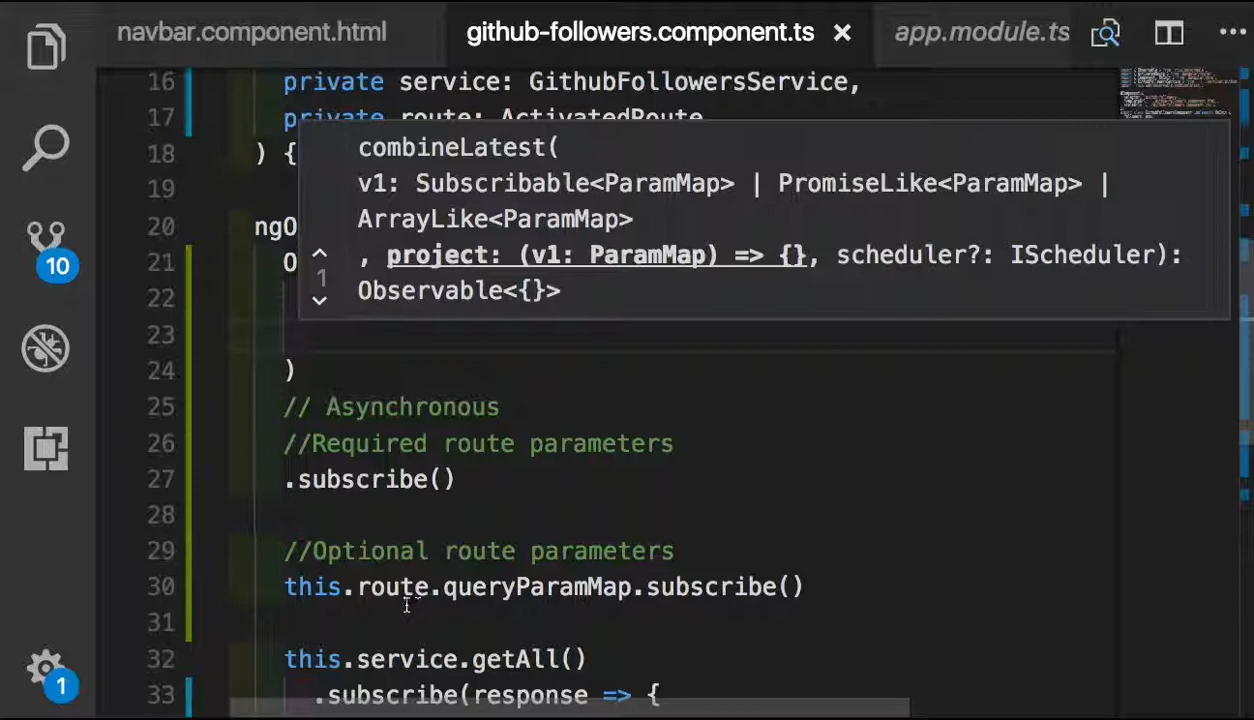 navbar.component.html github-followers.component.ts app.module.ts
16 private service: GithubFollowersService,
17 private route: ActivatedRoute
18 ) {
combineLatest(
v1: Subscribable<ParamMap> | PromiseLike<ParamMap> |
ArrayLike<ParamMap>
, project: (v1: ParamMap) => {}, scheduler?: IScheduler):
Observable<{}>
1
19
20 ngO
21 O
22
23
24 )
25 // Asynchronous
26 //Required route parameters
27 .subscribe()
28
29 //Optional route parameters
30 this.route.queryParamMap.subscribe()
31
32 this.service.getAll()
33 .subscribe(response => {
10
1